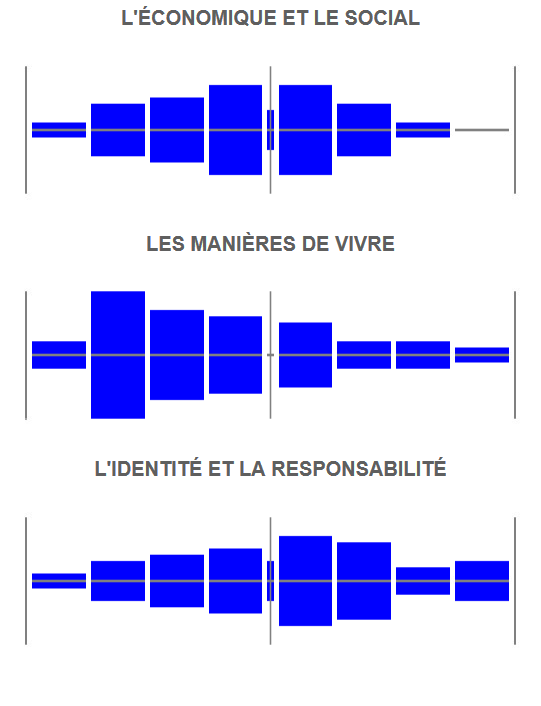 L'ÉCONOMIQUE ET LE SOCIAL
LES MANIÈRES DE VIVRE
L'IDENTITÉ ET LA RESPONSABILITÉ